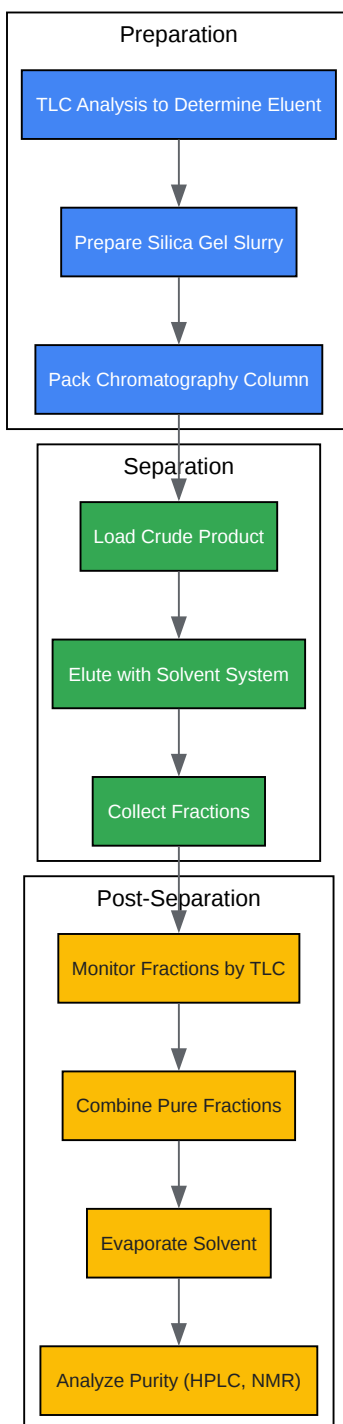 Preparation
TLC Analysis to Determine Eluent
Prepare Silica Gel Slurry
Pack Chromatography Column
Separation
Load Crude Product
Elute with Solvent System
Collect Fractions
Post-Separation
Monitor Fractions by TLC
Combine Pure Fractions
Evaporate Solvent
Analyze Purity (HPLC, NMR)